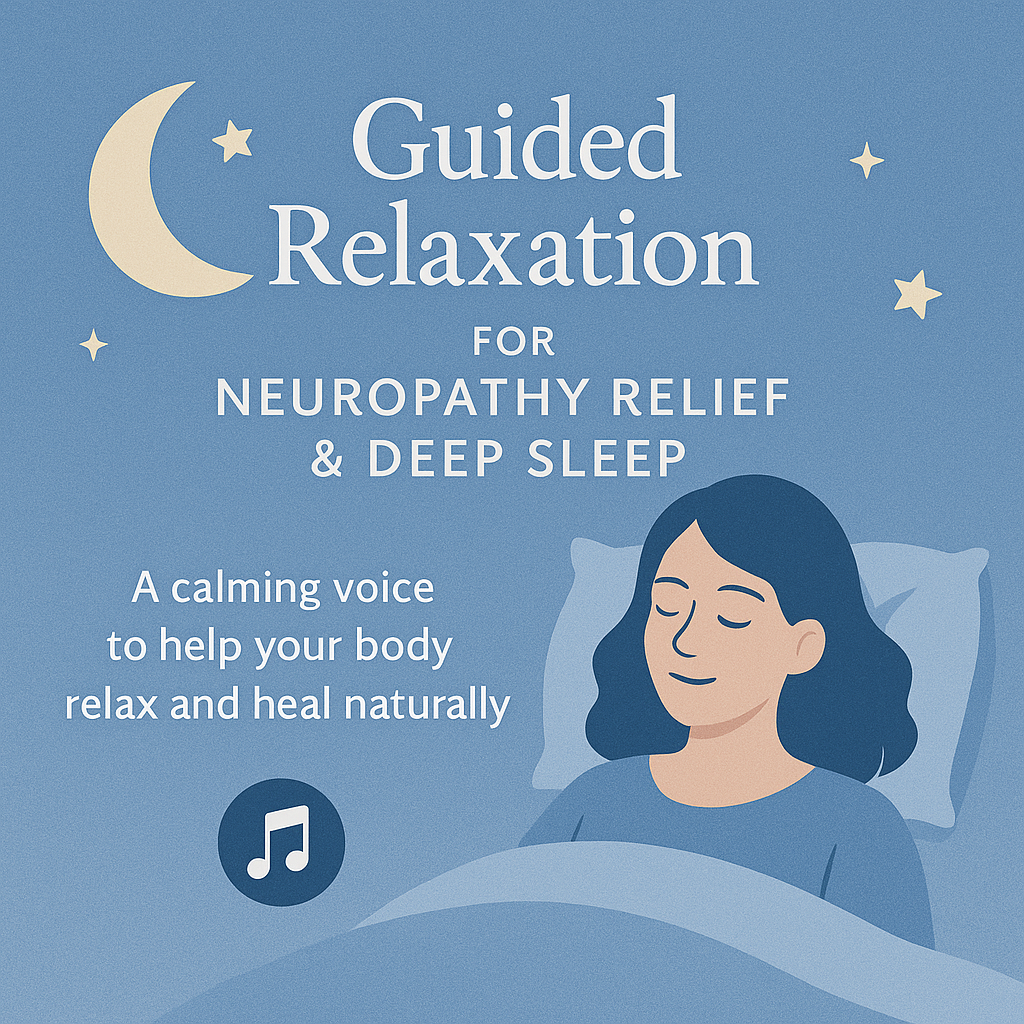 Guided
Relaxation
FOR
NEUROPATHY RELIEF
& DEEP SLEEP
A calming voice
to help your body
relax and heal naturally